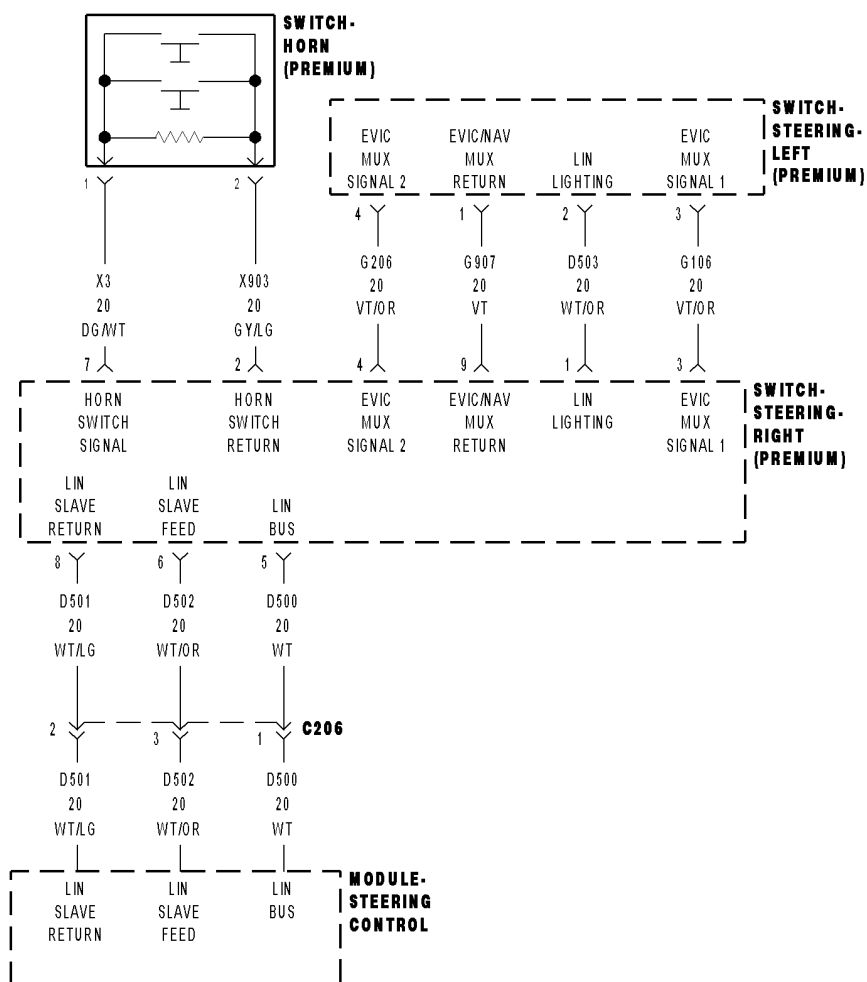 SWITCH-
HORN
(PREMIUM)
1
2
X3
20
DG/WT
7
X903
20
GY/LG
2
SWITCH-
STEERING-
LEFT
(PREMIUM)
EVIC
MUX
SIGNAL 2
EVIC/NAV
MUX
RETURN
LIN
LIGHTING
EVIC
MUX
SIGNAL 1
4
1
2
3
G206
20
VT/OR
4
G907
20
VT
9
D503
20
WT/OR
1
G106
20
VT/OR
3
SWITCH-
STEERING-
RIGHT
(PREMIUM)
HORN
SWITCH
SIGNAL
HORN
SWITCH
RETURN
EVIC
MUX
SIGNAL 2
EVIC/NAV
MUX
RETURN
LIN
LIGHTING
EVIC
MUX
SIGNAL 1
LIN
SLAVE
RETURN
LIN
SLAVE
FEED
LIN
BUS
8
6
5
D501
20
WT/LG
D502
20
WT/OR
D500
20
WT
2
3
1
C206
D501
20
WT/LG
D502
20
WT/OR
D500
20
WT
MODULE-
STEERING
CONTROL
LIN
SLAVE
RETURN
LIN
SLAVE
FEED
LIN
BUS